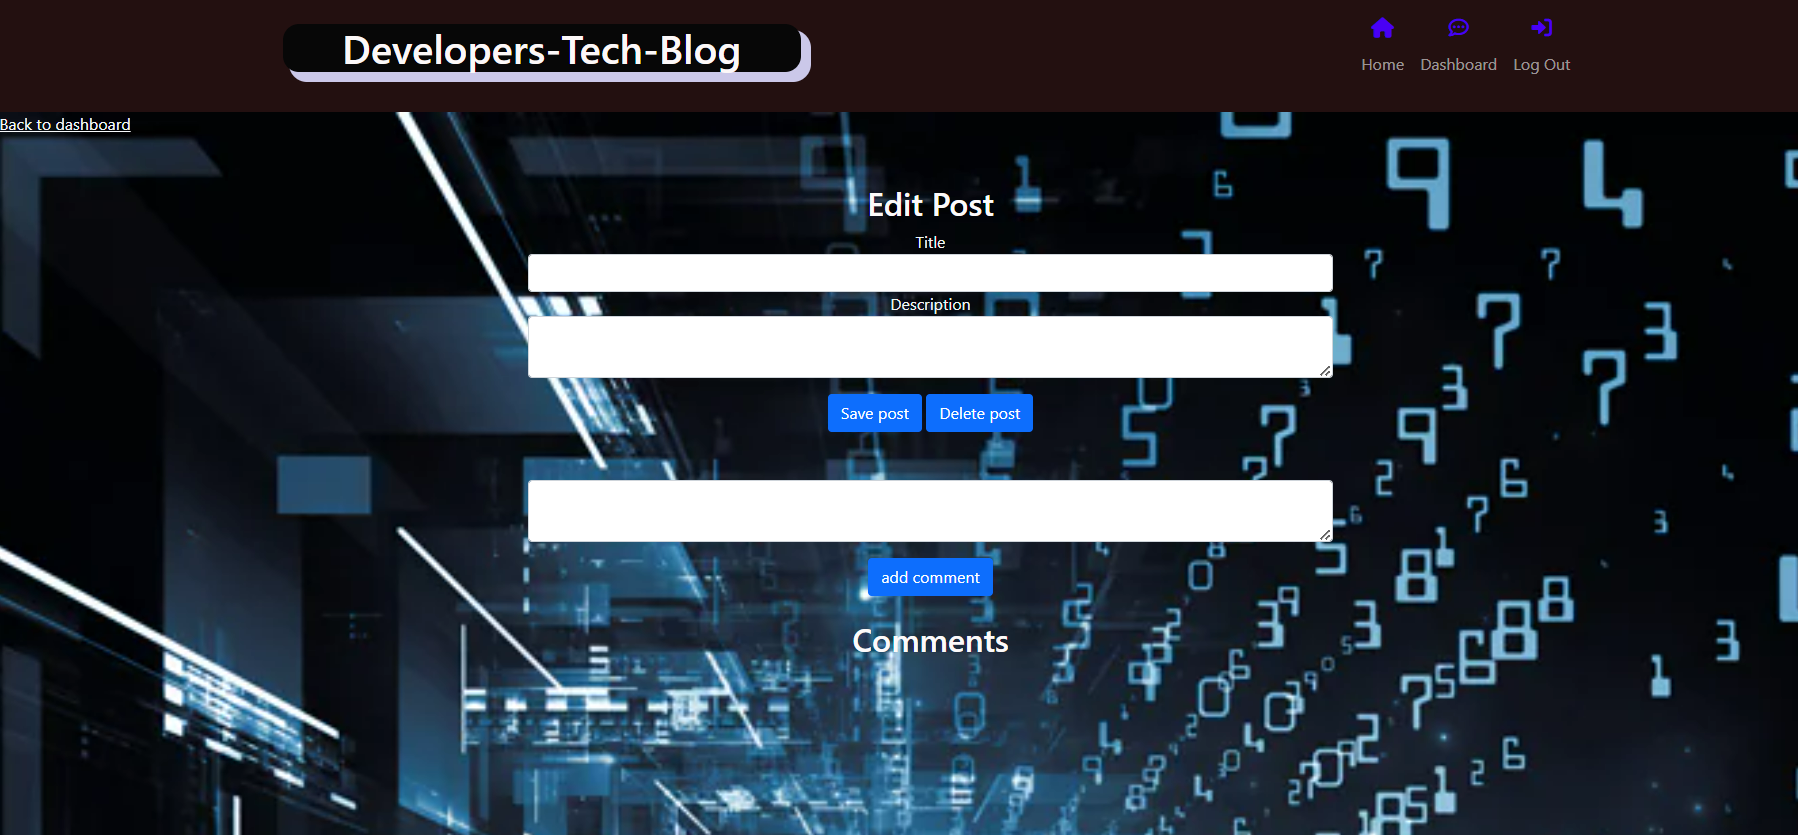 Developers-Tech-Blog
Home Dashboard Log Out
Back to dashboard
Edit Post
Title
Description
Save post Delete post
add comment
Comments